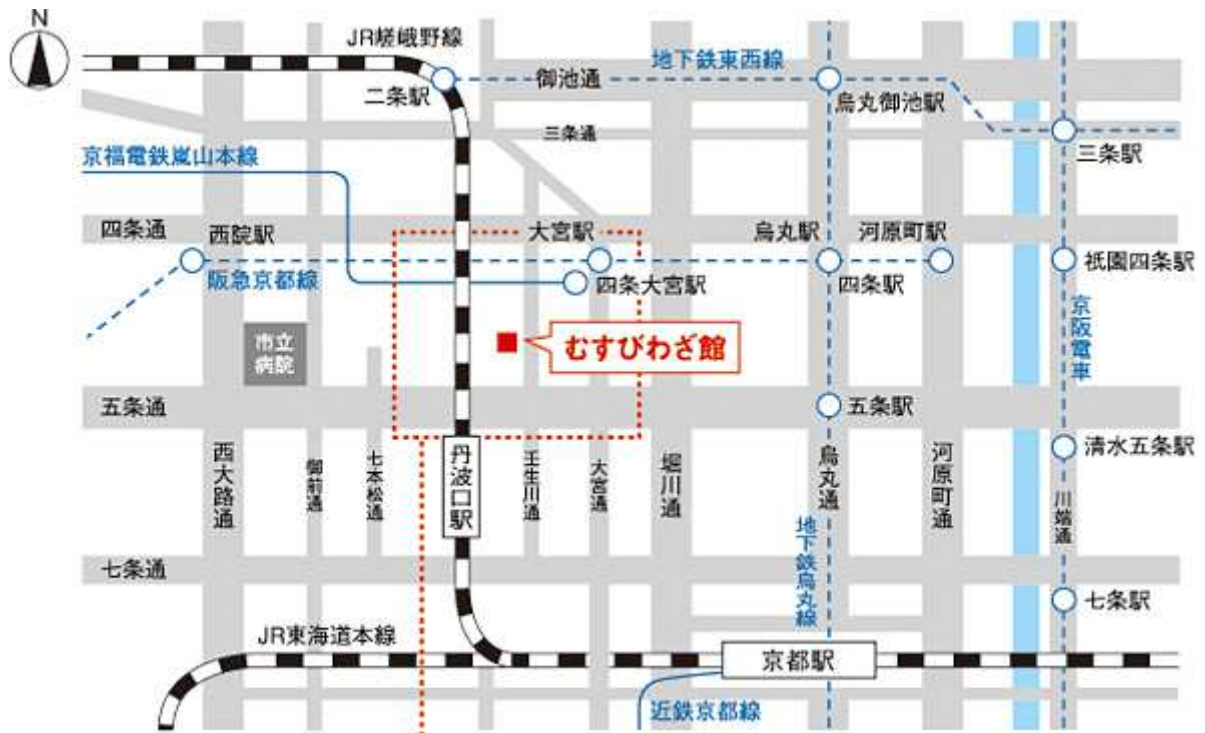 N
JR嵯峨野線
地下鉄東西線
御池通
二条駅
烏丸御池駅
三条通
三条駅
京福電鉄嵐山本線
四条通
西院駅
大宮駅
烏丸駅
河原町駅
阪急京都線
四条大宮駅
四条駅
祇園四条駅
京阪電車
市立
病院
むすびわざ館
五条通
五条駅
清水五条駅
西大路通
御前通
七本松通
丹波口駅
壬生川通
大宮通
堀川通
烏丸通
河原町通
川端通
地下鉄烏丸線
七条通
七条駅
JR東海道本線
京都駅
近鉄京都線